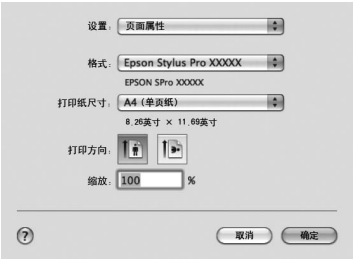 设置： 页面属性
格式： Epson Stylus Pro XXXXX
EPSON SPro XXXXX
打印纸尺寸： A4（单页纸）
8.26英寸 × 11.69英寸
打印方向：
缩放： 100 %
? 取消 确定